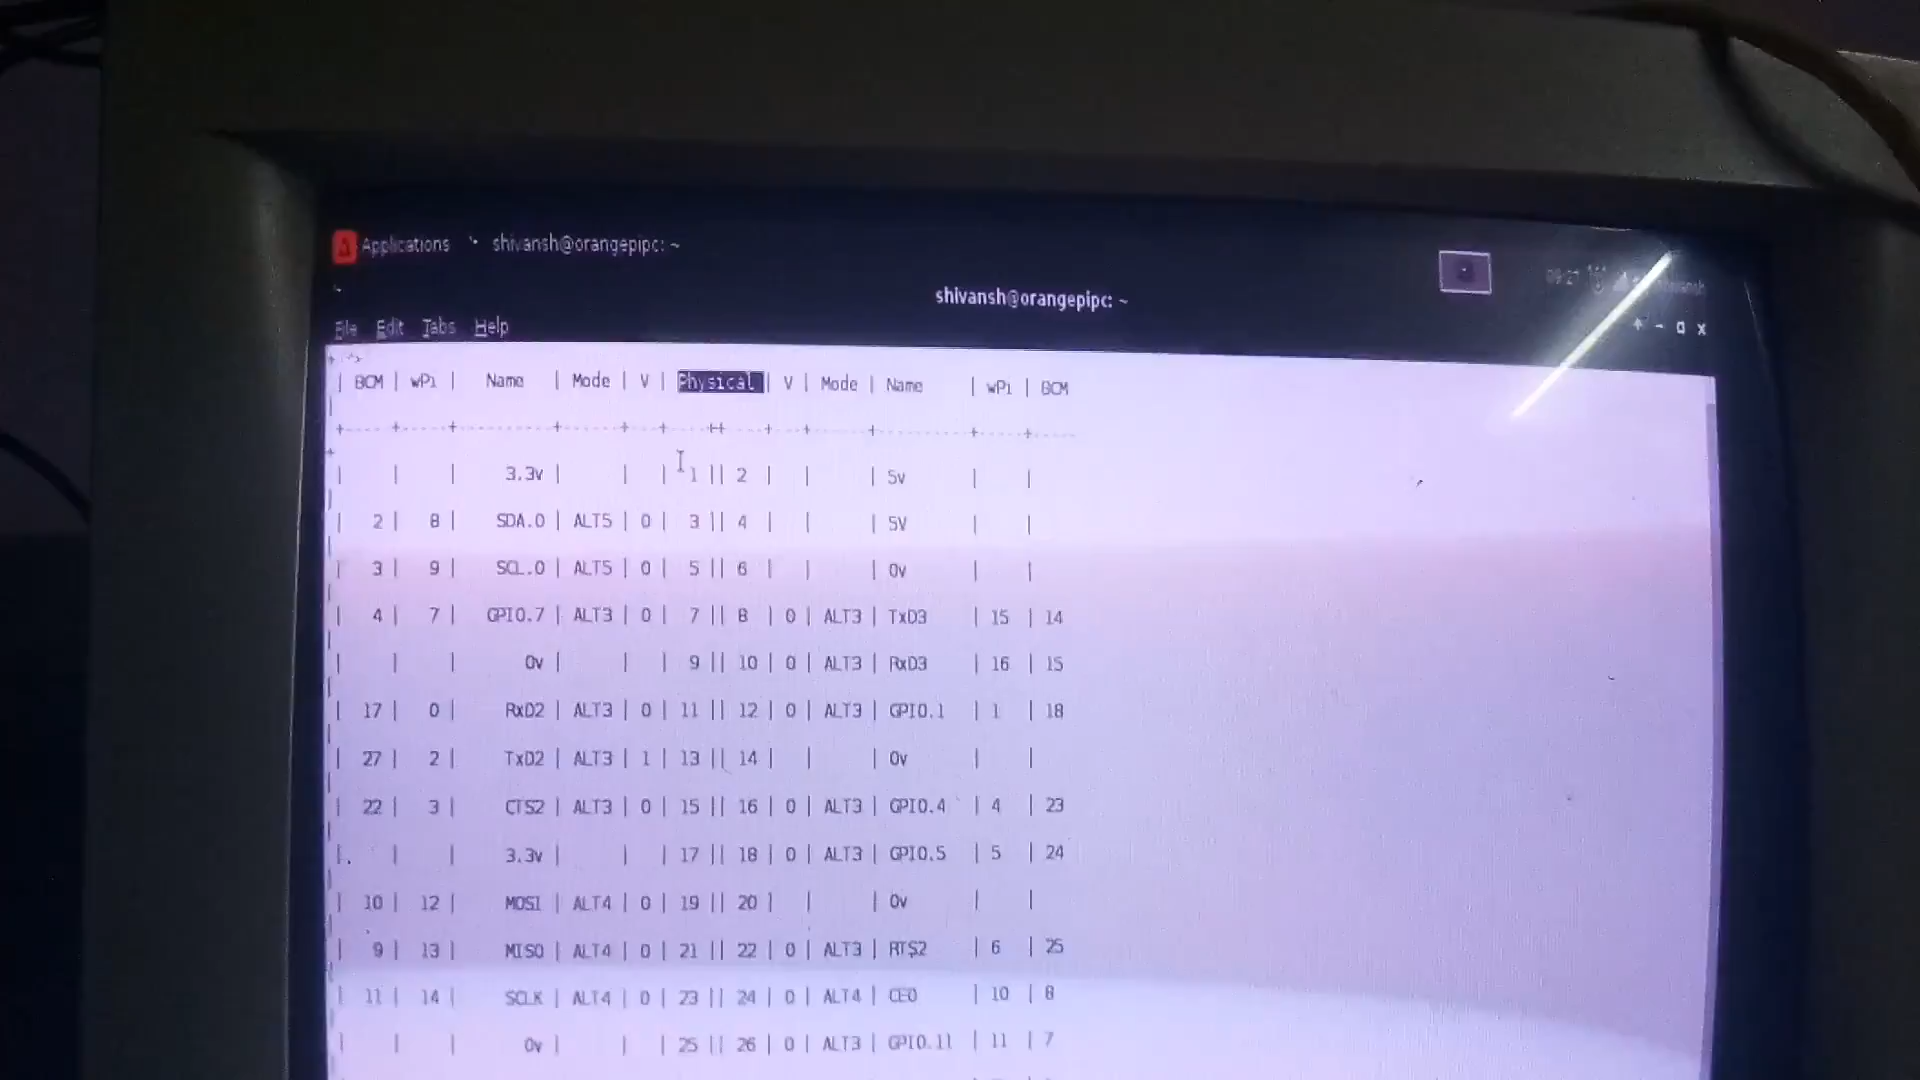 Applications shivansh@orangepipc: ~
09:27
shivansh@orangepipc: ~
File Edit Tabs Help
| BCM | wPi | Name | Mode | V | Physical | V | Mode | Name | wPi | BCM
| | | 3.3v | | | 1 || 2 | | | 5v | |
| 2 | 8 | SDA.0 | ALT5 | 0 | 3 || 4 | | | 5V | |
| 3 | 9 | SCL.0 | ALT5 | 0 | 5 || 6 | | | 0v | |
| 4 | 7 | GPIO.7 | ALT3 | 0 | 7 || 8 | 0 | ALT3 | TxD3 | 15 | 14
| | | 0v | | | 9 || 10 | 0 | ALT3 | RxD3 | 16 | 15
| 17 | 0 | RxD2 | ALT3 | 0 | 11 || 12 | 0 | ALT3 | GPIO.1 | 1 | 18
| 27 | 2 | TxD2 | ALT3 | 1 | 13 || 14 | | | 0v | |
| 22 | 3 | CTS2 | ALT3 | 0 | 15 || 16 | 0 | ALT3 | GPIO.4 | 4 | 23
| | | 3.3v | | | 17 || 18 | 0 | ALT3 | GPIO.5 | 5 | 24
| 10 | 12 | MOSI | ALT4 | 0 | 19 || 20 | | | 0v | |
| 9 | 13 | MISO | ALT4 | 0 | 21 || 22 | 0 | ALT3 | RTS2 | 6 | 25
| 11 | 14 | SCLK | ALT4 | 0 | 23 || 24 | 0 | ALT4 | CE0 | 10 | 8
| | | 0v | | | 25 || 26 | 0 | ALT3 | GPIO.11 | 11 | 7